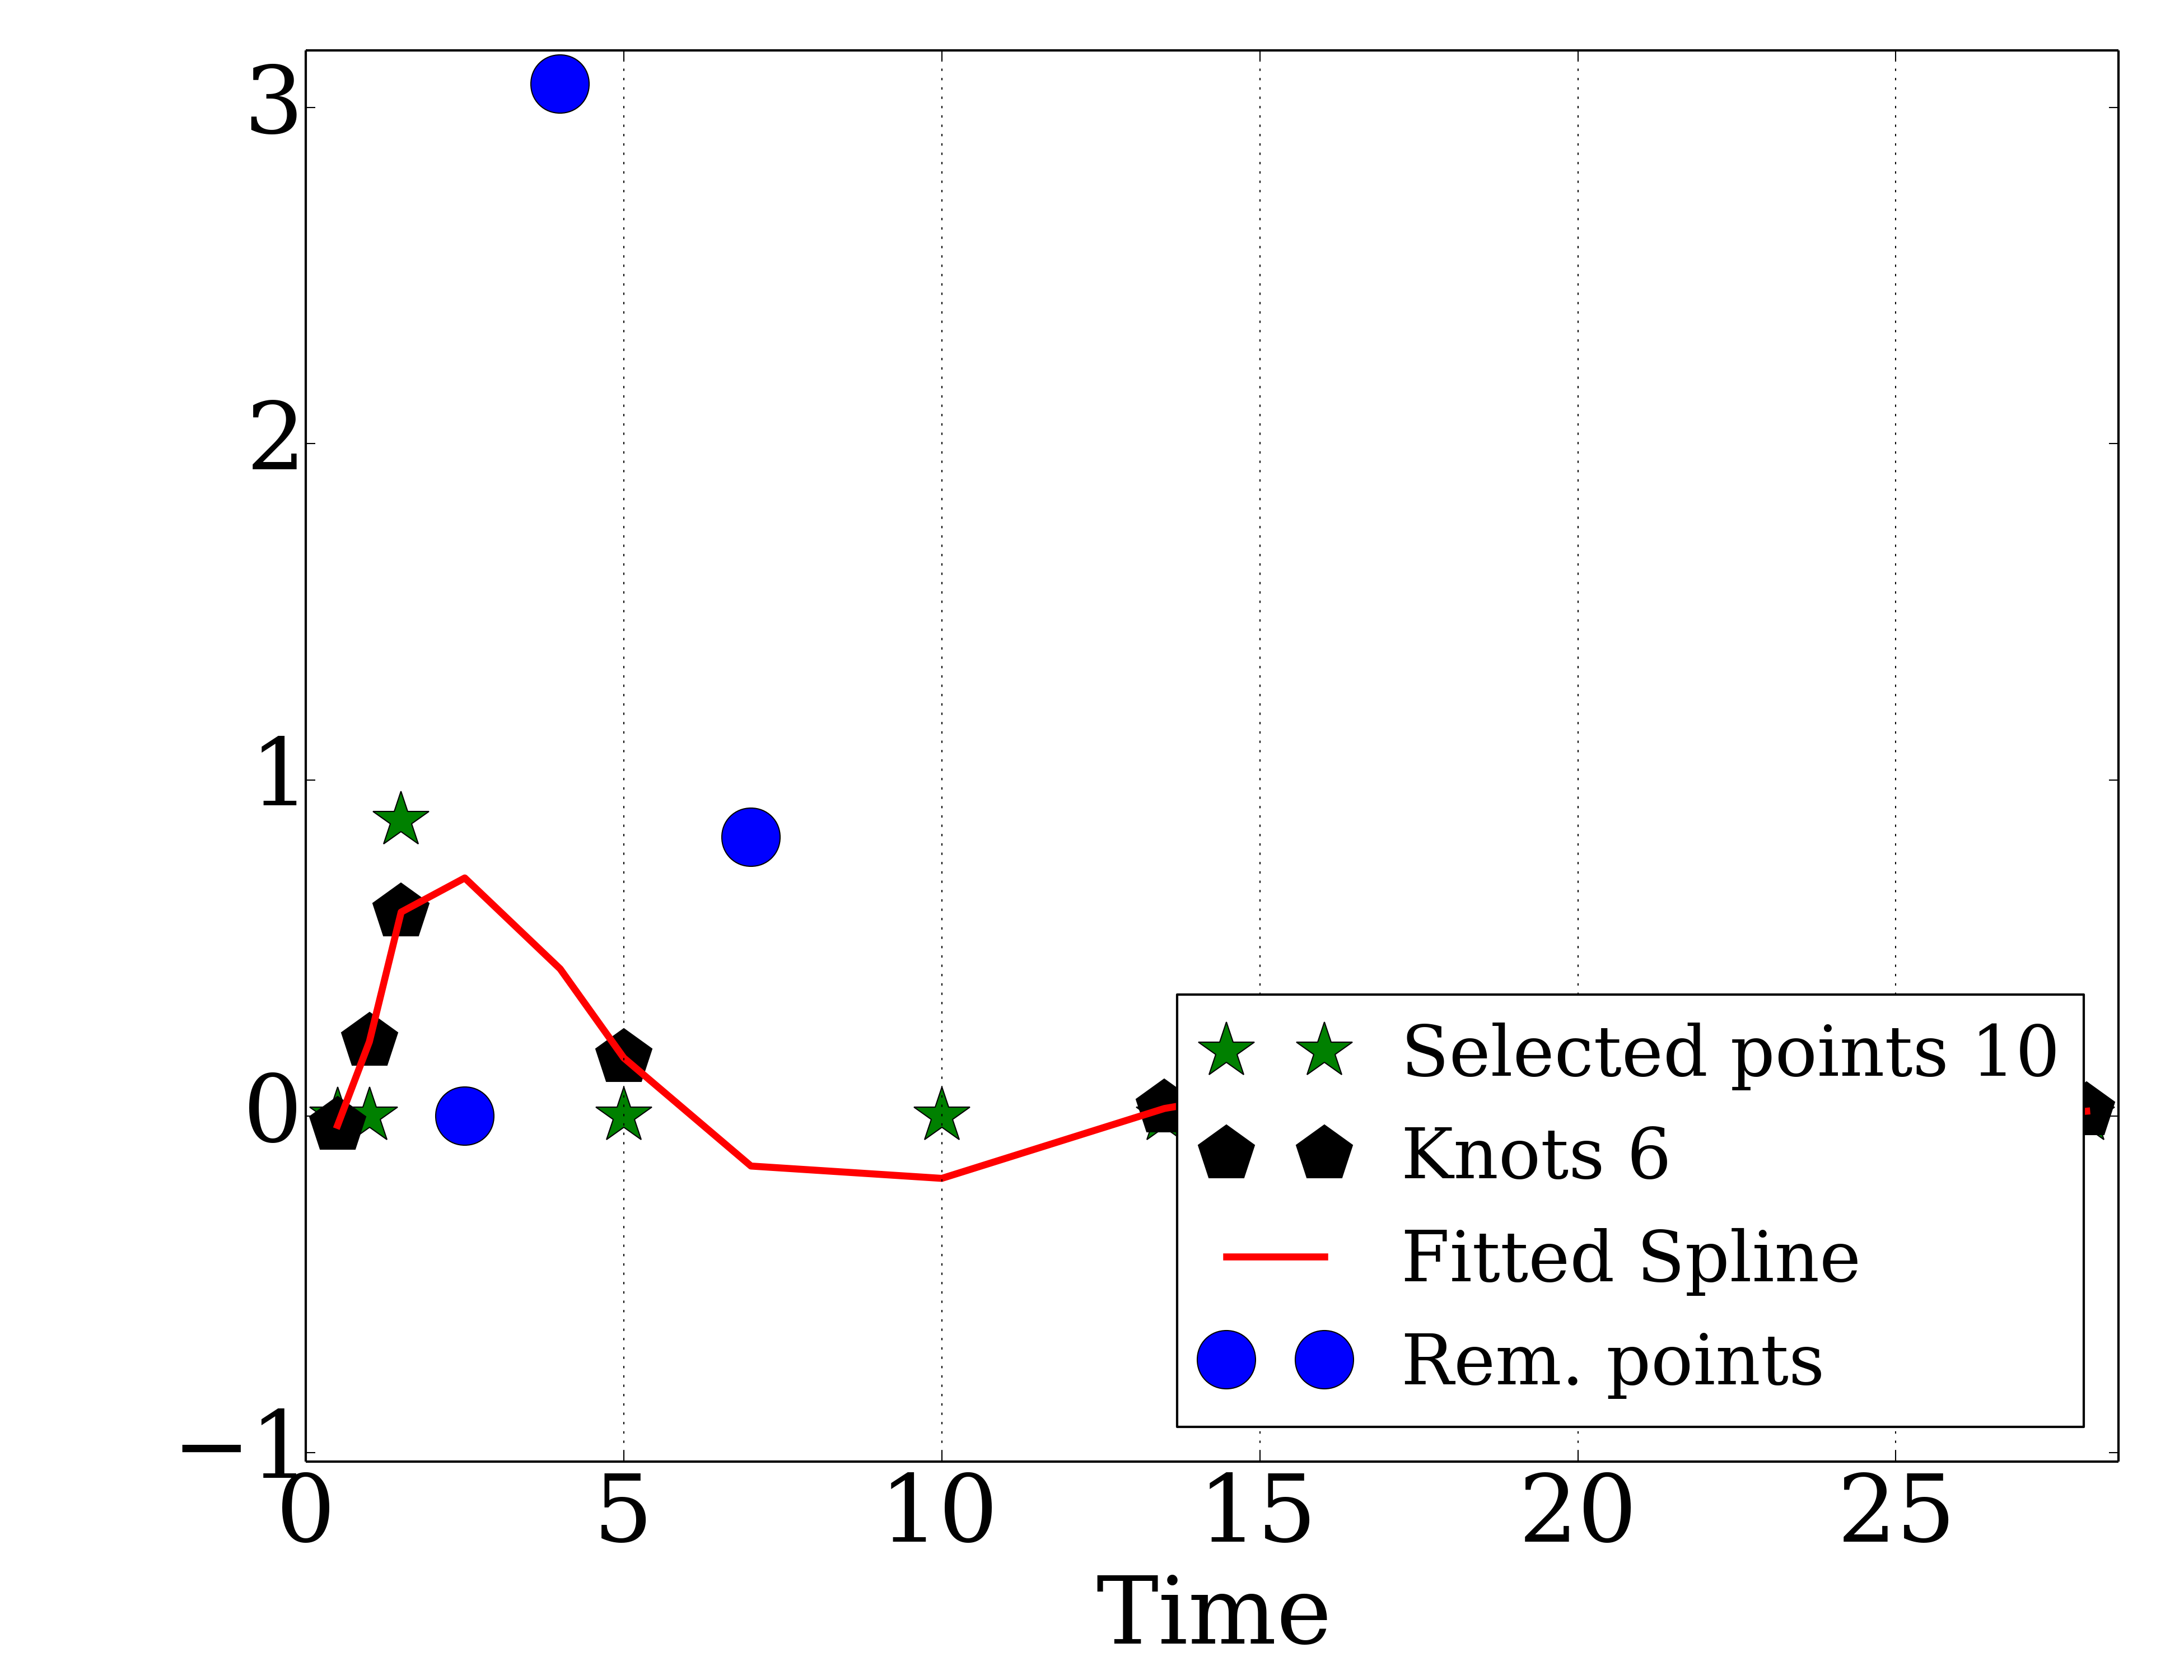 3
2
1
0
−1
0 5 10 15 20 25
Time
Selected points 10
Knots 6
Fitted Spline
Rem. points